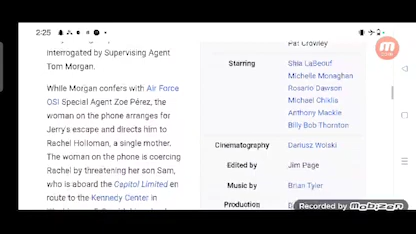 2:25
Pat Crowley
interrogated by Supervising Agent
Tom Morgan.
While Morgan confers with Air Force
OSI Special Agent Zoe Pérez, the
woman on the phone arranges for
Jerry's escape and directs him to
Rachel Holloman, a single mother.
The woman on the phone is coercing
Rachel by threatening her son Sam,
who is aboard the Capitol Limited en
route to the Kennedy Center in
Starring
Shia LaBeouf
Michelle Monaghan
Rosario Dawson
Michael Chiklis
Anthony Mackie
Billy Bob Thornton
Cinematography
Dariusz Wolski
Edited by
Jim Page
Music by
Brian Tyler
Production
Recorded by Mobizen